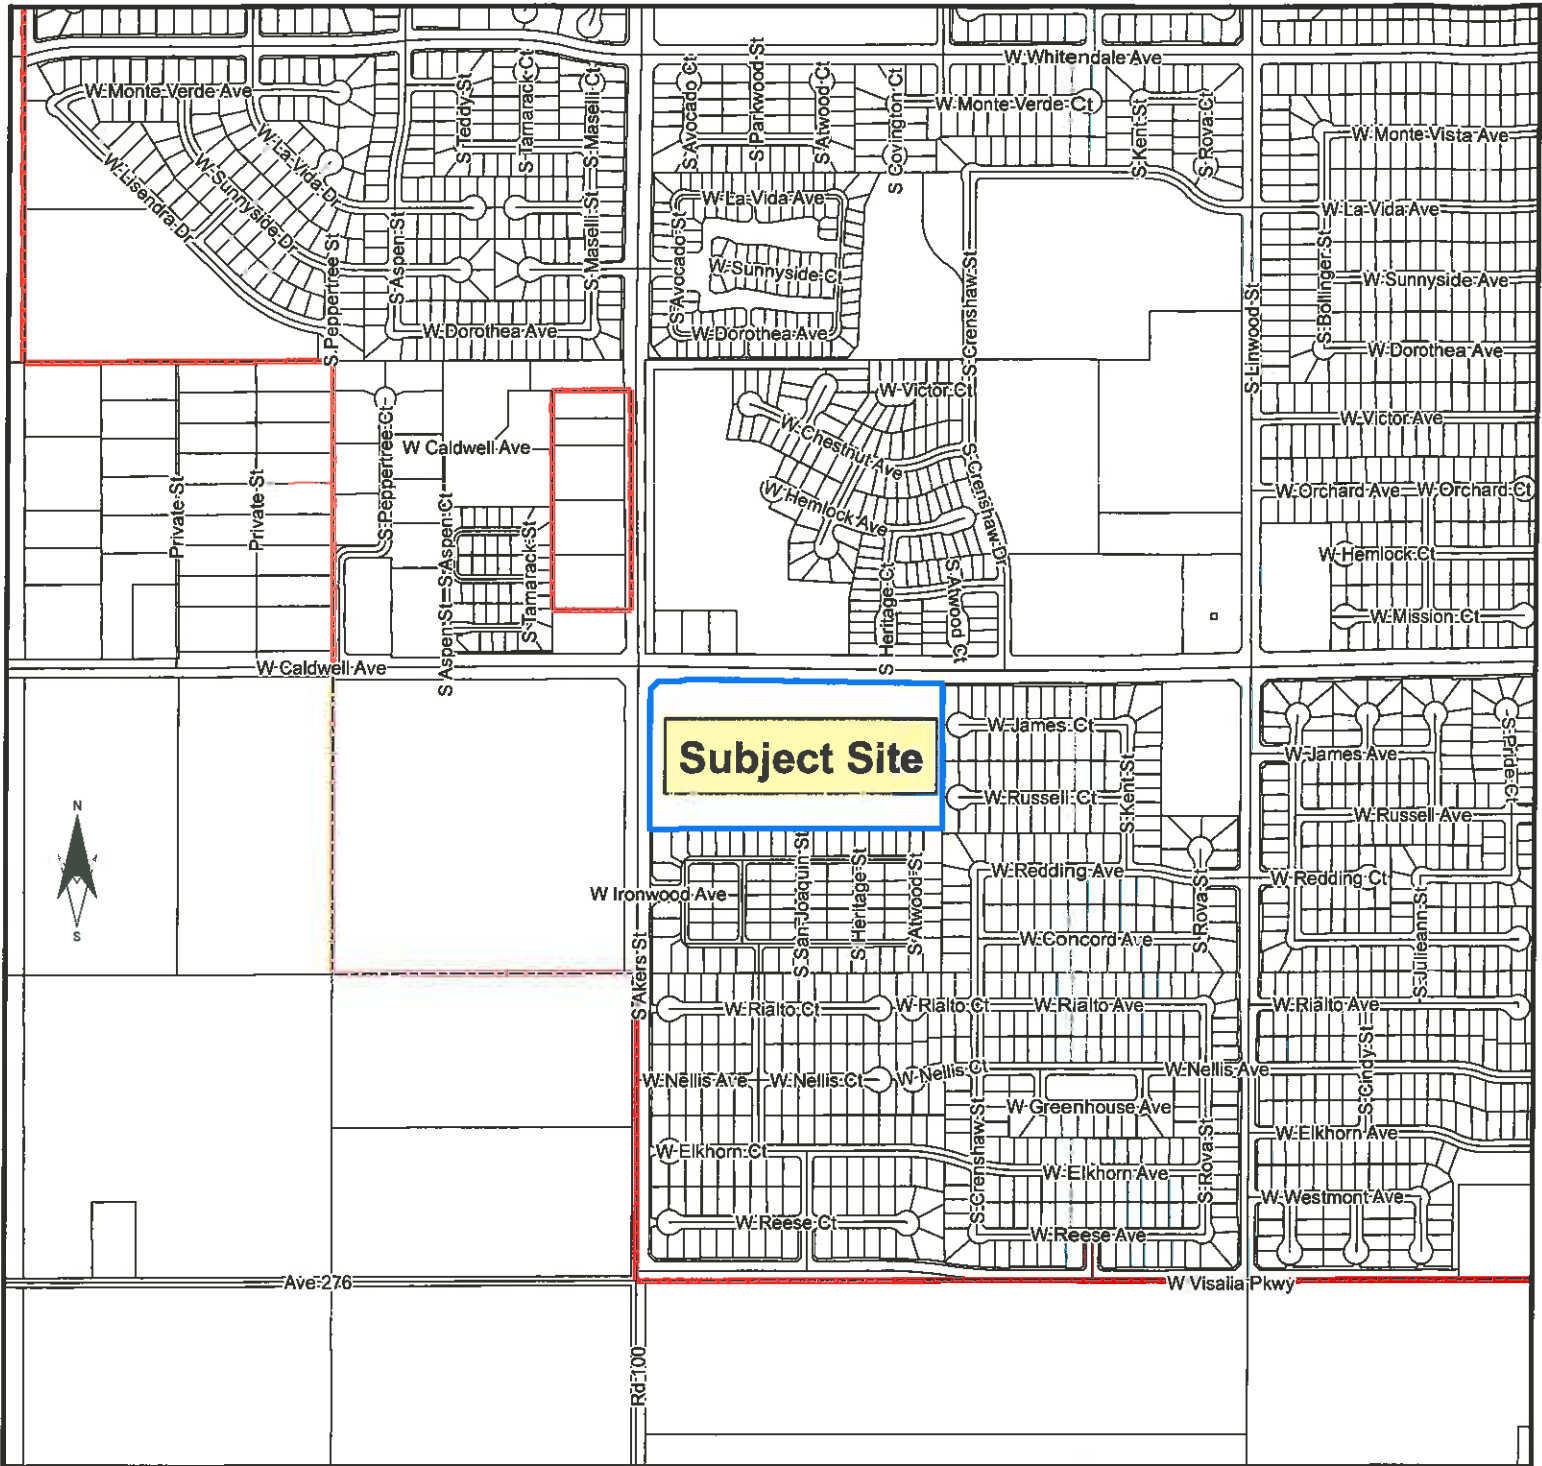 W Whitendale Ave
W Monte Verde Ave
S Teddy St
S Tamarack Ct
S Maselli Ct
S Avocado Ct
S Parkwood St
S Atwood Ct
S Covington Ct
W Monte Verde Ct
S Kent St
S Rova Ct
W Monte Vista Ave
W La Vida Dr
W Sunnyside Dr
W Lisendra Dr
S Peppertree St
S Aspen St
S Maselli St
S Avocado St
W La Vida Ave
W La Vida Ave
W Sunnyside Ct
S Avocado St
S Crenshaw St
S Linwood St
S Bollinger St
W Sunnyside Ave
W Dorothea Ave
W Dorothea Ave
W Dorothea Ave
W Victor Ct
W Victor Ave
W Caldwell Ave
W Chestnut Ave
S Crenshaw Dr
Private St
Private St
S Peppertree Ct
S Aspen Ct
S Tamarack St
W Hemlock Ave
W Orchard Ave
W Orchard Ct
W Hemlock Ct
S Aspen St
S Heritage Ct
S Atwood Ct
W Mission Ct
W Caldwell Ave
Subject Site
W James Ct
W James Ave
S Pride Ct
W Russell Ct
S Kent St
W Russell Ave
N
S
W Ironwood Ave
S San Joaquin St
S Heritage St
S Atwood St
W Redding Ave
W Redding Ct
S Rova St
W Concord Ave
S Julieann St
S Akers St
W Rialto Ct
W Rialto Ct
W Rialto Ave
W Rialto Ave
W Nellis Ave
W Nellis Ct
W Nellis Ct
W Nellis Ave
S Cindy St
W Greenhouse Ave
S Crenshaw St
S Rova St
W Elkhorn Ct
W Elkhorn Ave
W Elkhorn Ave
W Westmont Ave
W Reese Ct
W Reese Ave
Ave 276
W Visalia Pkwy
Rd 100